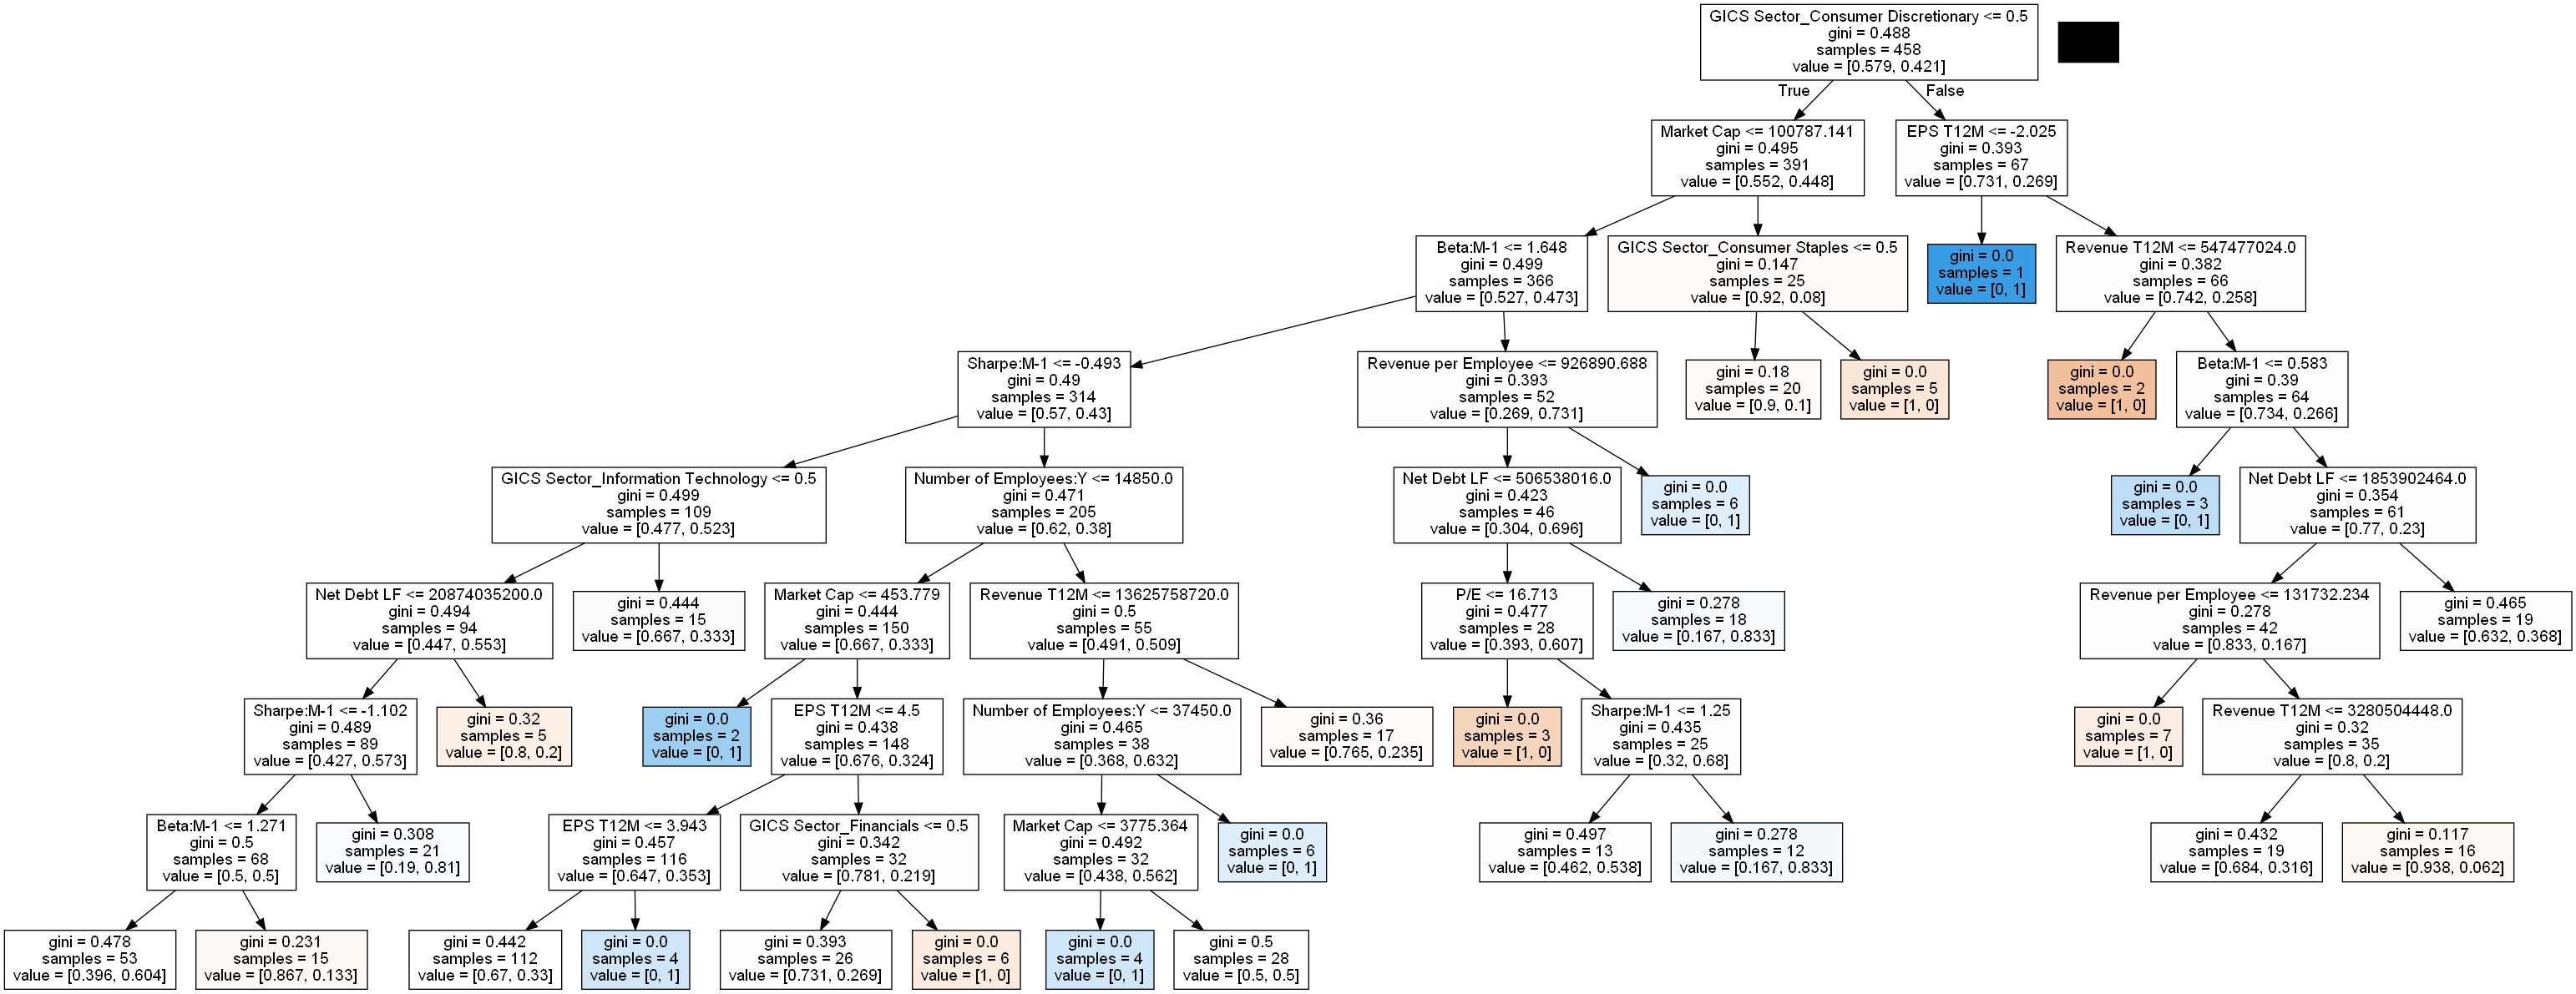 GICS Sector_Consumer Discretionary <= 0.5
gini = 0.488
samples = 458
value = [0.579, 0.421]
True
False
Market Cap <= 100787.141
gini = 0.495
samples = 391
value = [0.552, 0.448]
EPS T12M <= -2.025
gini = 0.393
samples = 67
value = [0.731, 0.269]
Beta:M-1 <= 1.648
gini = 0.499
samples = 366
value = [0.527, 0.473]
GICS Sector_Consumer Staples <= 0.5
gini = 0.147
samples = 25
value = [0.92, 0.08]
gini = 0.0
samples = 1
value = [0, 1]
Revenue T12M <= 547477024.0
gini = 0.382
samples = 66
value = [0.742, 0.258]
Sharpe:M-1 <= -0.493
gini = 0.49
samples = 314
value = [0.57, 0.43]
Revenue per Employee <= 926890.688
gini = 0.393
samples = 52
value = [0.269, 0.731]
gini = 0.18
samples = 20
value = [0.9, 0.1]
gini = 0.0
samples = 5
value = [1, 0]
gini = 0.0
samples = 2
value = [1, 0]
Beta:M-1 <= 0.583
gini = 0.39
samples = 64
value = [0.734, 0.266]
GICS Sector_Information Technology <= 0.5
gini = 0.499
samples = 109
value = [0.477, 0.523]
Number of Employees:Y <= 14850.0
gini = 0.471
samples = 205
value = [0.62, 0.38]
Net Debt LF <= 506538016.0
gini = 0.423
samples = 46
value = [0.304, 0.696]
gini = 0.0
samples = 6
value = [0, 1]
gini = 0.0
samples = 3
value = [0, 1]
Net Debt LF <= 1853902464.0
gini = 0.354
samples = 61
value = [0.77, 0.23]
Net Debt LF <= 20874035200.0
gini = 0.494
samples = 94
value = [0.447, 0.553]
gini = 0.444
samples = 15
value = [0.667, 0.333]
Market Cap <= 453.779
gini = 0.444
samples = 150
value = [0.667, 0.333]
Revenue T12M <= 13625758720.0
gini = 0.5
samples = 55
value = [0.491, 0.509]
P/E <= 16.713
gini = 0.477
samples = 28
value = [0.393, 0.607]
gini = 0.278
samples = 18
value = [0.167, 0.833]
Revenue per Employee <= 131732.234
gini = 0.278
samples = 42
value = [0.833, 0.167]
gini = 0.465
samples = 19
value = [0.632, 0.368]
Sharpe:M-1 <= -1.102
gini = 0.489
samples = 89
value = [0.427, 0.573]
gini = 0.32
samples = 5
value = [0.8, 0.2]
gini = 0.0
samples = 2
value = [0, 1]
EPS T12M <= 4.5
gini = 0.438
samples = 148
value = [0.676, 0.324]
Number of Employees:Y <= 37450.0
gini = 0.465
samples = 38
value = [0.368, 0.632]
gini = 0.36
samples = 17
value = [0.765, 0.235]
gini = 0.0
samples = 3
value = [1, 0]
Sharpe:M-1 <= 1.25
gini = 0.435
samples = 25
value = [0.32, 0.68]
gini = 0.0
samples = 7
value = [1, 0]
Revenue T12M <= 3280504448.0
gini = 0.32
samples = 35
value = [0.8, 0.2]
Beta:M-1 <= 1.271
gini = 0.5
samples = 68
value = [0.5, 0.5]
gini = 0.308
samples = 21
value = [0.19, 0.81]
EPS T12M <= 3.943
gini = 0.457
samples = 116
value = [0.647, 0.353]
GICS Sector_Financials <= 0.5
gini = 0.342
samples = 32
value = [0.781, 0.219]
Market Cap <= 3775.364
gini = 0.492
samples = 32
value = [0.438, 0.562]
gini = 0.0
samples = 6
value = [0, 1]
gini = 0.497
samples = 13
value = [0.462, 0.538]
gini = 0.278
samples = 12
value = [0.167, 0.833]
gini = 0.432
samples = 19
value = [0.684, 0.316]
gini = 0.117
samples = 16
value = [0.938, 0.062]
gini = 0.478
samples = 53
value = [0.396, 0.604]
gini = 0.231
samples = 15
value = [0.867, 0.133]
gini = 0.442
samples = 112
value = [0.67, 0.33]
gini = 0.0
samples = 4
value = [0, 1]
gini = 0.393
samples = 26
value = [0.731, 0.269]
gini = 0.0
samples = 6
value = [1, 0]
gini = 0.0
samples = 4
value = [0, 1]
gini = 0.5
samples = 28
value = [0.5, 0.5]